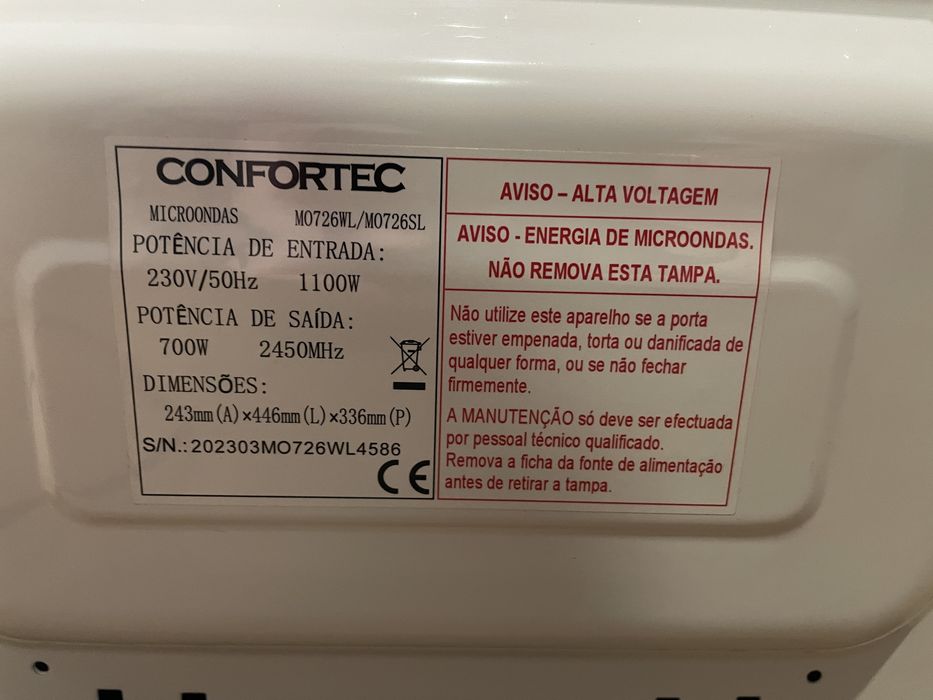 CONFORTEC
MICROONDAS MO726WL/MO726SL
POTÊNCIA DE ENTRADA:
230V/50Hz 1100W
POTÊNCIA DE SAÍDA:
700W 2450MHz
DIMENSÕES:
243mm(A)×446mm(L)×336mm(P)
S/N.: 202303MO726WL4586
CE
AVISO – ALTA VOLTAGEM
AVISO - ENERGIA DE MICROONDAS.
NÃO REMOVA ESTA TAMPA.
Não utilize este aparelho se a porta
estiver empenada, torta ou danificada de
qualquer forma, ou se não fechar
firmemente.
A MANUTENÇÃO só deve ser efectuada
por pessoal técnico qualificado.
Remova a ficha da fonte de alimentação
antes de retirar a tampa.